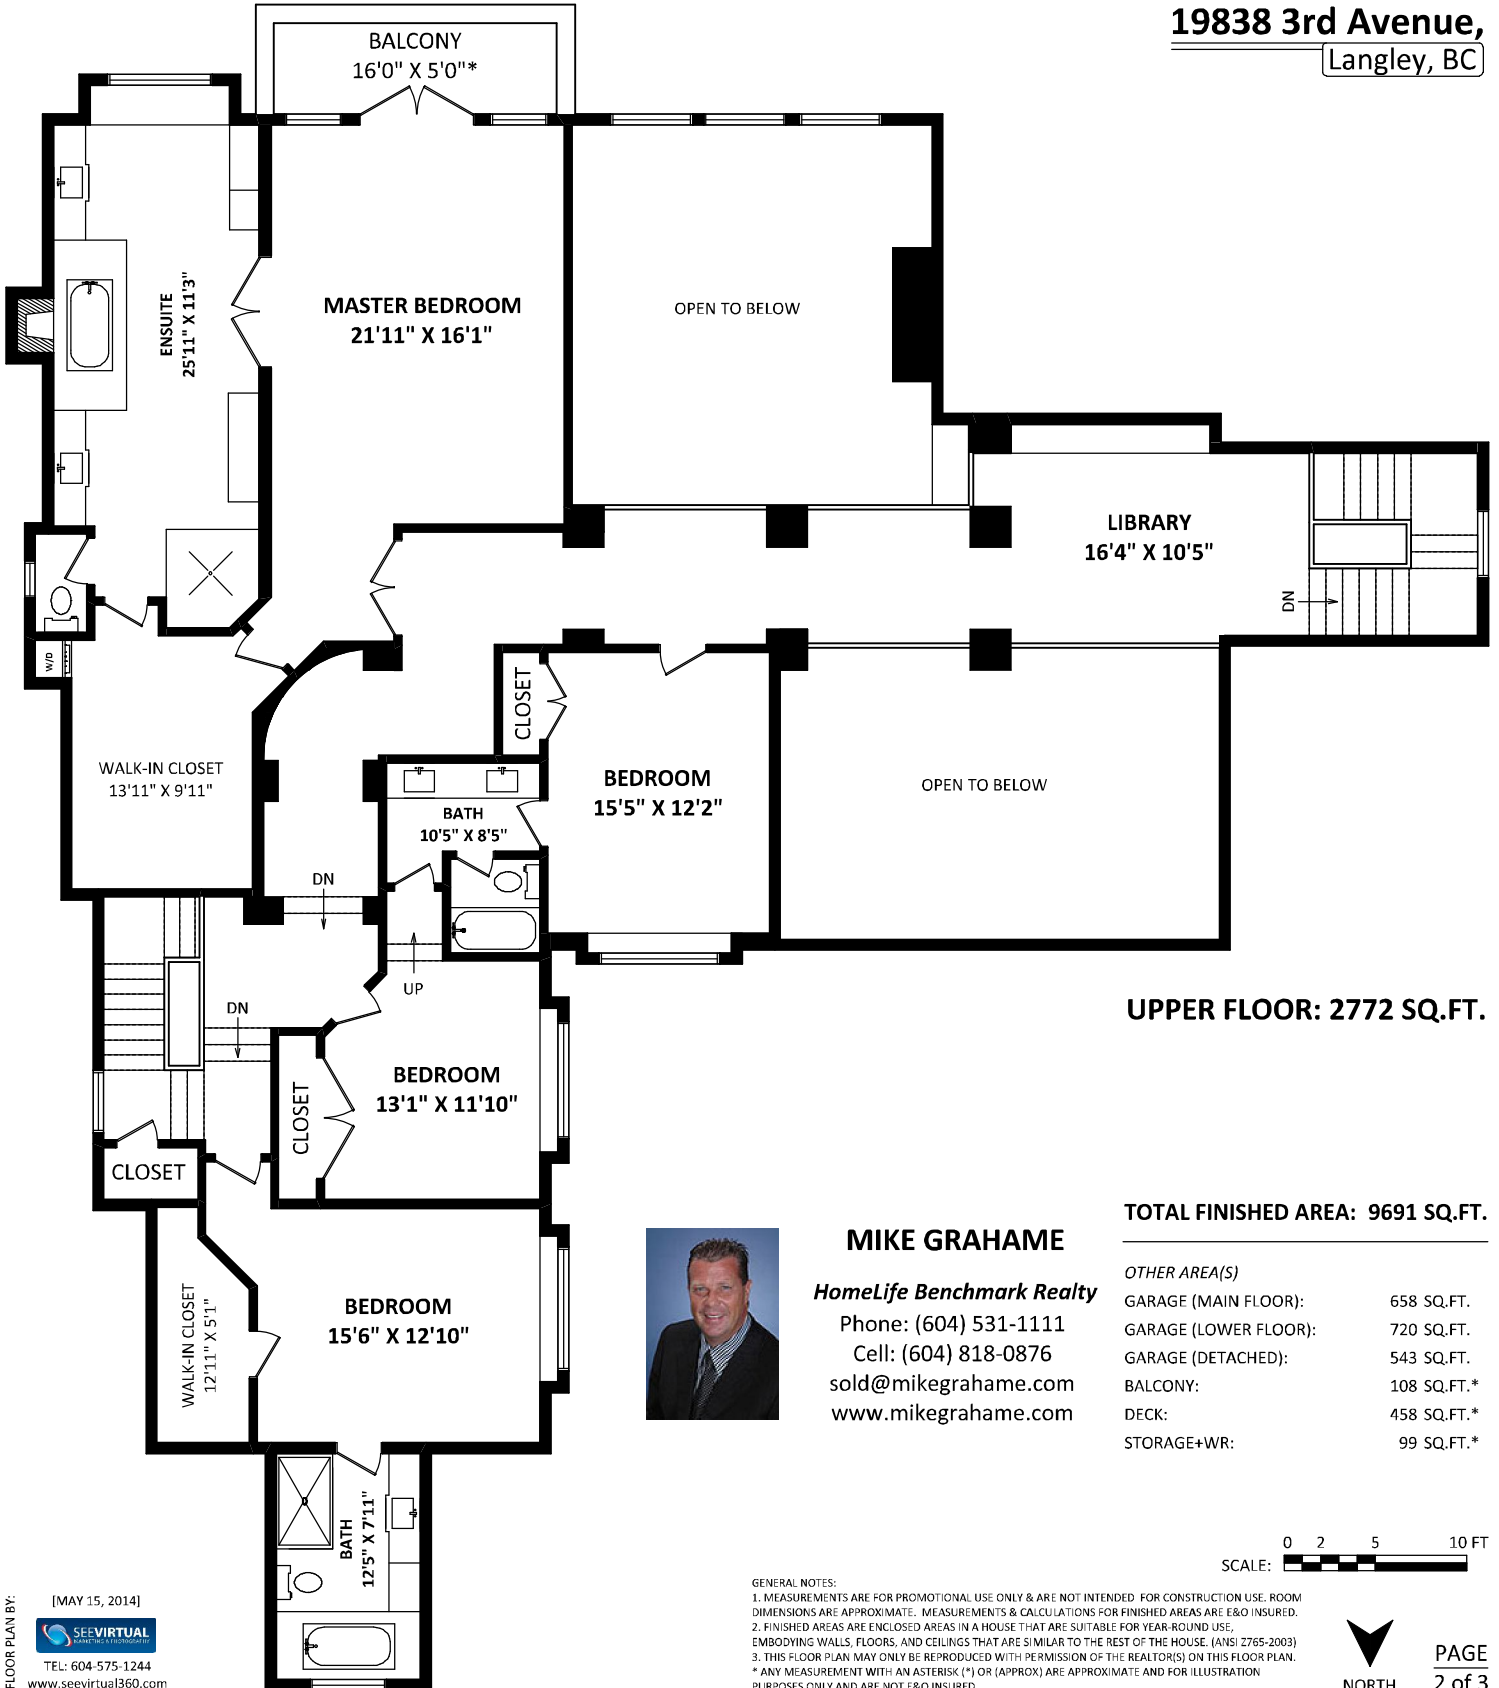 19838 3rd Avenue,
Langley, BC
BALCONY
16'0" X 5'0"*
ENSUITE
25'11" X 11'3"
MASTER BEDROOM
21'11" X 16'1"
OPEN TO BELOW
LIBRARY
16'4" X 10'5"
DN
W/D
WALK-IN CLOSET
13'11" X 9'11"
CLOSET
BEDROOM
15'5" X 12'2"
OPEN TO BELOW
BATH
10'5" X 8'5"
DN
UP
DN
CLOSET
BEDROOM
13'1" X 11'10"
CLOSET
UPPER FLOOR: 2772 SQ.FT.
WALK-IN CLOSET
12'11" X 5'1"
BEDROOM
15'6" X 12'10"
BATH
12'5" X 7'11"
MIKE GRAHAME
HomeLife Benchmark Realty
Phone: (604) 531-1111
Cell: (604) 818-0876
sold@mikegrahame.com
www.mikegrahame.com
TOTAL FINISHED AREA: 9691 SQ.FT.
OTHER AREA(S)
GARAGE (MAIN FLOOR): 658 SQ.FT.
GARAGE (LOWER FLOOR): 720 SQ.FT.
GARAGE (DETACHED): 543 SQ.FT.
BALCONY: 108 SQ.FT.*
DECK: 458 SQ.FT.*
STORAGE+WR: 99 SQ.FT.*
0 2 5 10 FT
SCALE:
FLOOR PLAN BY:
[MAY 15, 2014]
SEEVIRTUAL
MARKETING & PHOTOGRAPHY
TEL: 604-575-1244
www.seevirtual360.com
GENERAL NOTES:
1. MEASUREMENTS ARE FOR PROMOTIONAL USE ONLY & ARE NOT INTENDED FOR CONSTRUCTION USE. ROOM
DIMENSIONS ARE APPROXIMATE. MEASUREMENTS & CALCULATIONS FOR FINISHED AREAS ARE E&O INSURED.
2. FINISHED AREAS ARE ENCLOSED AREAS IN A HOUSE THAT ARE SUITABLE FOR YEAR-ROUND USE,
EMBODYING WALLS, FLOORS, AND CEILINGS THAT ARE SIMILAR TO THE REST OF THE HOUSE. (ANSI Z765-2003)
3. THIS FLOOR PLAN MAY ONLY BE REPRODUCED WITH PERMISSION OF THE REALTOR(S) ON THIS FLOOR PLAN.
* ANY MEASUREMENT WITH AN ASTERISK (*) OR (APPROX) ARE APPROXIMATE AND FOR ILLUSTRATION
PURPOSES ONLY AND ARE NOT E&O INSURED.
NORTH
PAGE
2 of 3